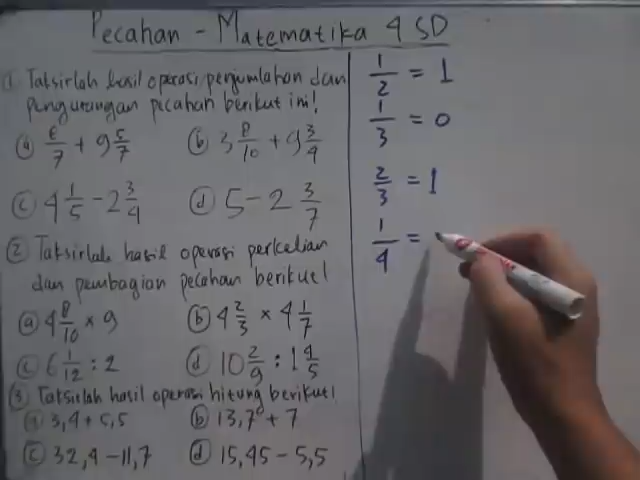 Pecahan - Matematika 4 SD
① Taksirlah hasil operasi penjumlahan dan
pengurangan pecahan berikut ini!
ⓐ 6/7 + 9 5/7 ⓑ 3 8/10 + 9 3/4
ⓒ 4 1/5 - 2 3/4 ⓓ 5 - 2 3/7
② Taksirlah hasil operasi perkalian
dan pembagian pecahan berikut!
ⓐ 4 8/10 × 9 ⓑ 4 2/3 × 4 1/7
ⓒ 6 1/12 : 2 ⓓ 10 2/9 : 1 4/5
③ Taksirlah hasil operasi hitung berikut!
ⓐ 3,4 + 5,5 ⓑ 13,7 + 7
ⓒ 32,4 - 11,7 ⓓ 15,45 - 5,5
1/2 = 1
1/3 = 0
2/3 = 1
1/4 =